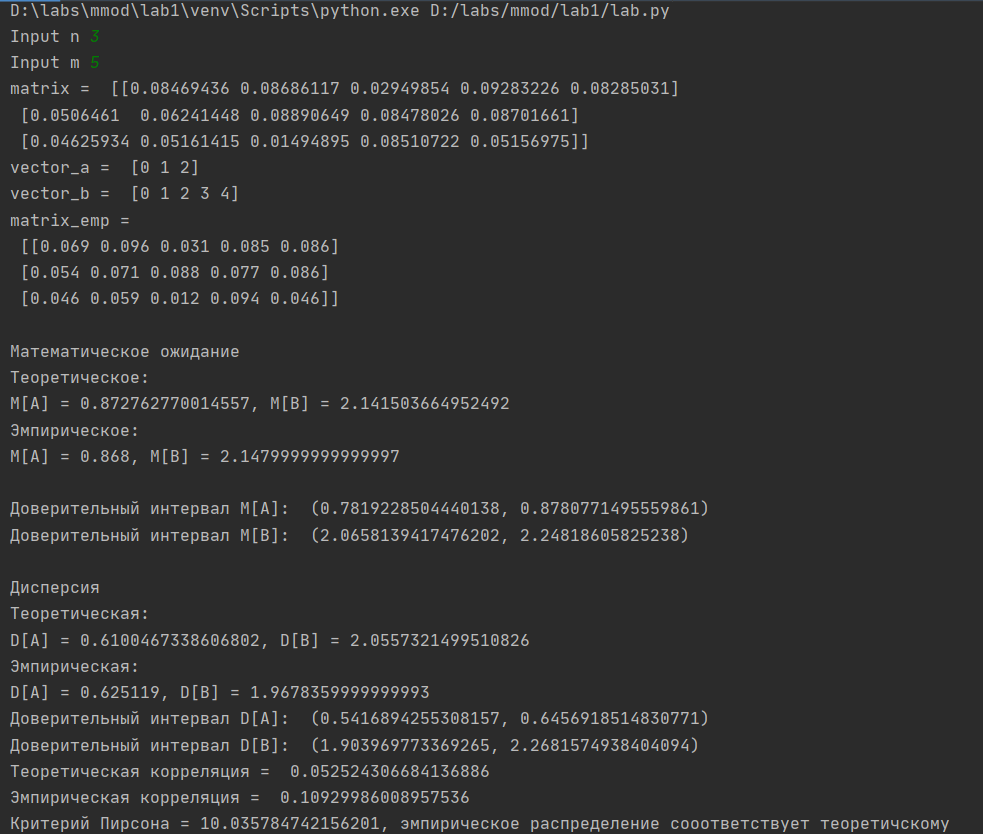 D:\labs\mmod\lab1\venv\Scripts\python.exe D:/labs/mmod/lab1/lab.py
Input n 3
Input m 5
matrix =  [[0.08469436 0.08686117 0.02949854 0.09283226 0.08285031]
 [0.0506461  0.06241448 0.08890649 0.08478026 0.08701661]
 [0.04625934 0.05161415 0.01494895 0.08510722 0.05156975]]
vector_a =  [0 1 2]
vector_b =  [0 1 2 3 4]
matrix_emp =
 [[0.069 0.096 0.031 0.085 0.086]
 [0.054 0.071 0.088 0.077 0.086]
 [0.046 0.059 0.012 0.094 0.046]]
Математическое ожидание
Теоретическое:
M[A] = 0.872762770014557, M[B] = 2.141503664952492
Эмпирическое:
M[A] = 0.868, M[B] = 2.1479999999999997
Доверительный интервал M[A]:  (0.7819228504440138, 0.8780771495559861)
Доверительный интервал M[B]:  (2.0658139417476202, 2.24818605825238)
Дисперсия
Теоретическая:
D[A] = 0.6100467338606802, D[B] = 2.0557321499510826
Эмпирическая:
D[A] = 0.625119, D[B] = 1.9678359999999993
Доверительный интервал D[A]:  (0.5416894255308157, 0.6456918514830771)
Доверительный интервал D[B]:  (1.903969773369265, 2.2681574938404094)
Теоретическая корреляция =  0.052524306684136886
Эмпирическая корреляция =  0.10929986008957536
Критерий Пирсона = 10.035784742156201, эмпирическое распределение сооответствует теоретичскому